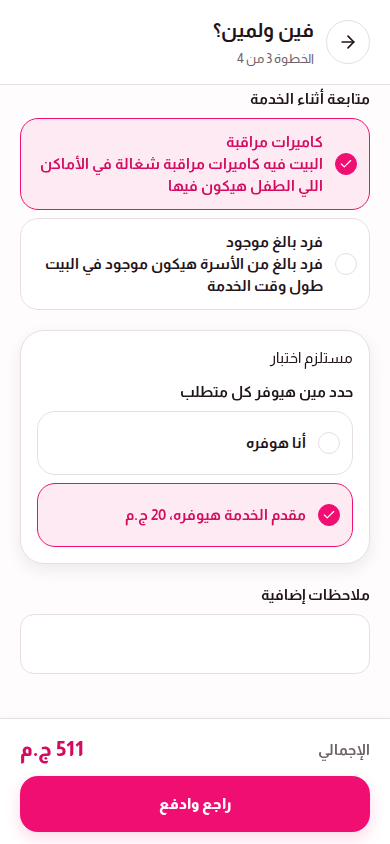 فين ولمين؟
الخطوة 3 من 4
متابعة أثناء الخدمة
كاميرات مراقبة
البيت فيه كاميرات مراقبة شغالة في الأماكن
اللي الطفل هيكون فيها
فرد بالغ موجود
فرد بالغ من الأسرة هيكون موجود في البيت
طول وقت الخدمة
مستلزم اختبار
حدد مين هيوفر كل متطلب
أنا هوفره
مقدم الخدمة هيوفره، 20 ج.م
ملاحظات إضافية
الإجمالي
511 ج.م
راجع وادفع